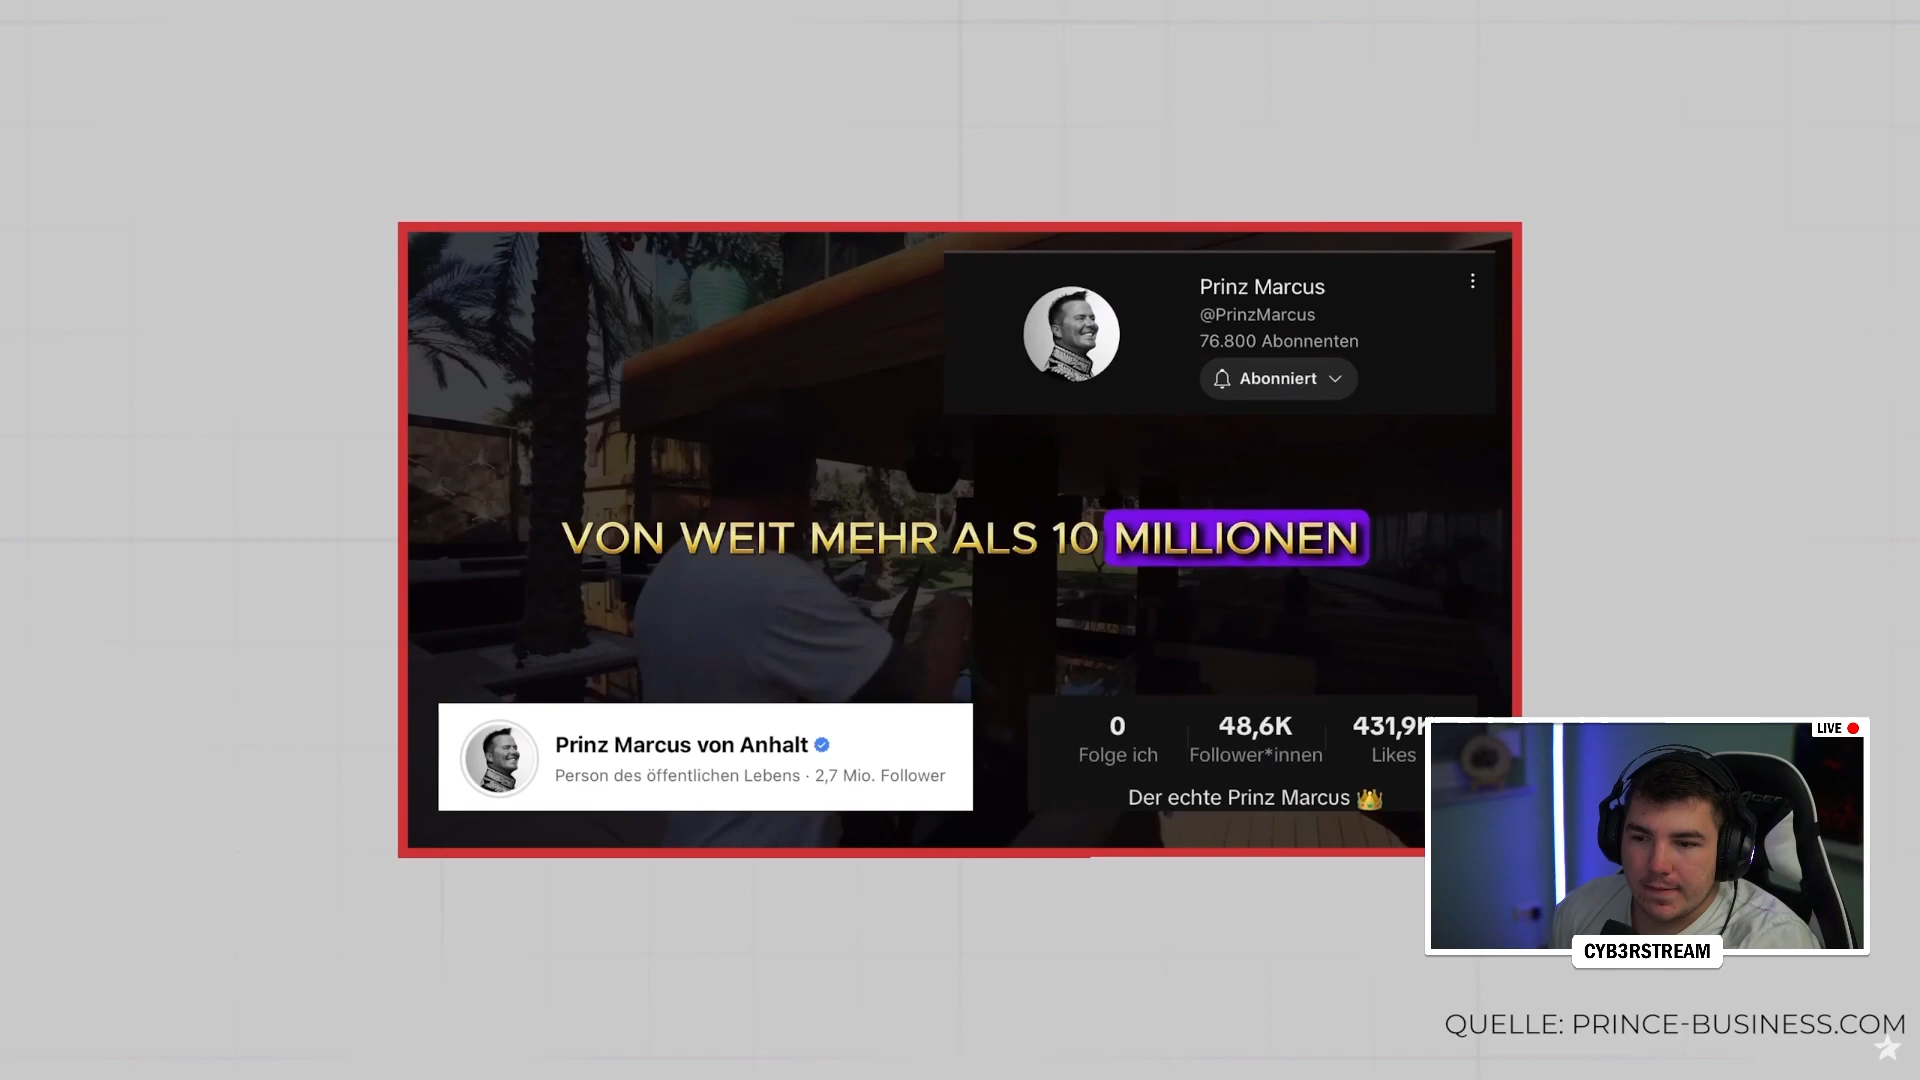 Prinz Marcus
@PrinzMarcus
76.800 Abonnenten
Abonniert
VON WEIT MEHR ALS 10 MILLIONEN
Prinz Marcus von Anhalt
Person des öffentlichen Lebens · 2,7 Mio. Follower
0 48,6K 431,9K
Folge ich Follower*innen Likes
Der echte Prinz Marcus 👑
LIVE
CYB3RSTREAM
QUELLE: PRINCE-BUSINESS.COM